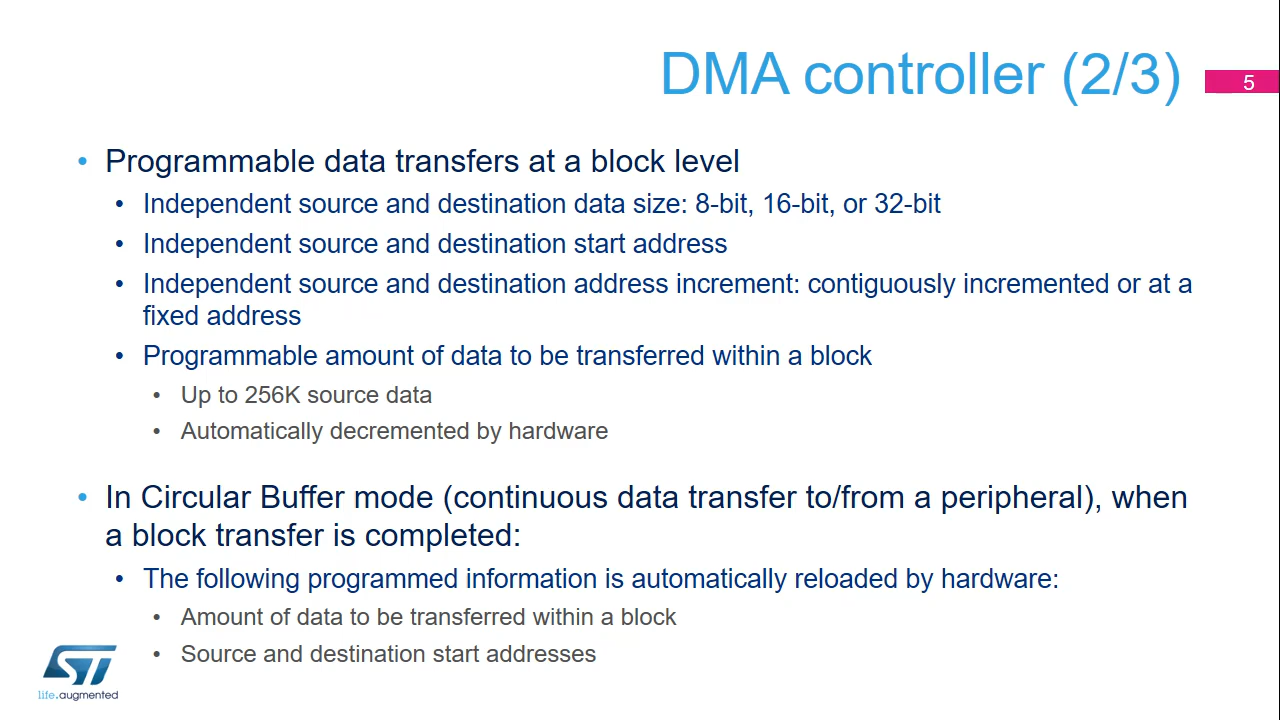 DMA controller (2/3)
5
• Programmable data transfers at a block level
• Independent source and destination data size: 8-bit, 16-bit, or 32-bit
• Independent source and destination start address
• Independent source and destination address increment: contiguously incremented or at a
fixed address
• Programmable amount of data to be transferred within a block
• Up to 256K source data
• Automatically decremented by hardware
• In Circular Buffer mode (continuous data transfer to/from a peripheral), when
a block transfer is completed:
• The following programmed information is automatically reloaded by hardware:
• Amount of data to be transferred within a block
• Source and destination start addresses
ST
life.augmented